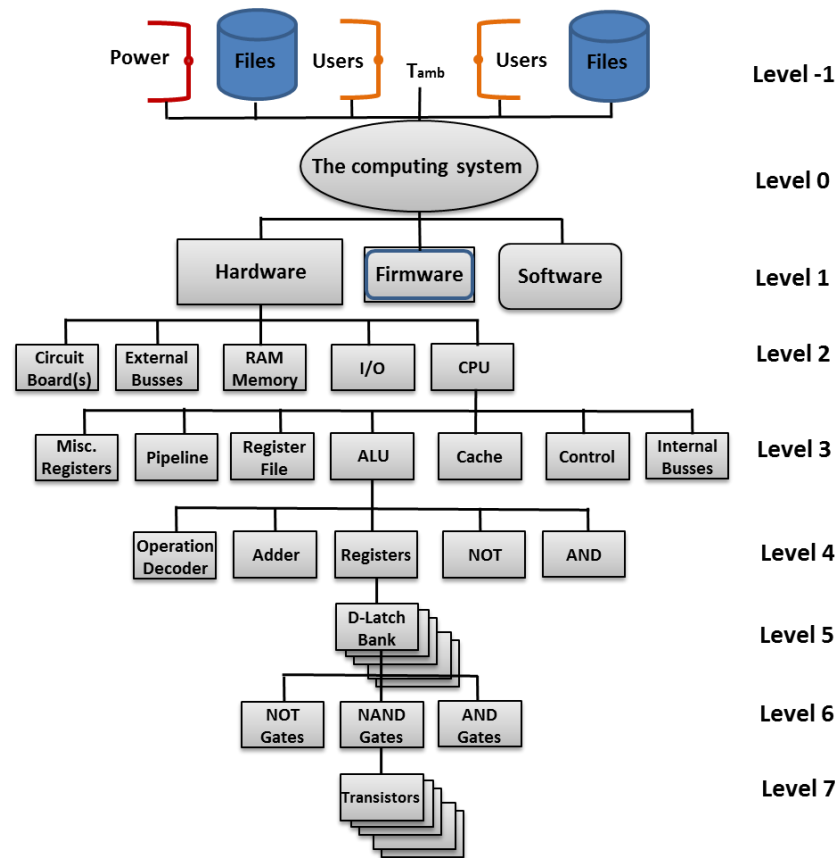 Power
Files
Users
T_amb
Users
Files
Level -1
The computing system
Level 0
Hardware
Firmware
Software
Level 1
Circuit
Board(s)
External
Busses
RAM
Memory
I/O
CPU
Level 2
Misc.
Registers
Pipeline
Register
File
ALU
Cache
Control
Internal
Busses
Level 3
Operation
Decoder
Adder
Registers
NOT
AND
Level 4
D-Latch
Bank
Level 5
NOT
Gates
NAND
Gates
AND
Gates
Level 6
Transistors
Level 7